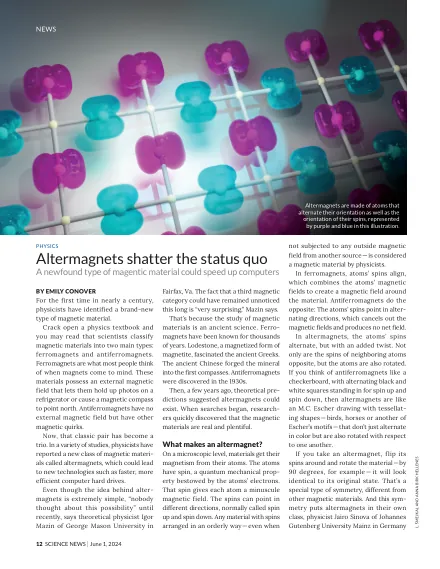 NEWS
Altermagnets are made of atoms that
alternate their orientation as well as the
orientation of their spins, represented
by purple and blue in this illustration.
PHYSICS
Altermagnets shatter the status quo
A newfound type of magentic material could speed up computers
BY EMILY CONOVER
For the first time in nearly a century,
physicists have identified a brand-new
type of magnetic material.
Crack open a physics textbook and
you may read that scientists classify
magnetic materials into two main types:
ferromagnets and antiferromagnets.
Ferromagnets are what most people think
of when magnets come to mind. These
materials possess an external magnetic
field that lets them hold up photos on a
refrigerator or cause a magnetic compass
to point north. Antiferromagnets have no
external magnetic field but have other
magnetic quirks.
Now, that classic pair has become a
trio. In a variety of studies, physicists have
reported a new class of magnetic materi-
als called altermagnets, which could lead
to new technologies such as faster, more
efficient computer hard drives.
Even though the idea behind alter-
magnets is extremely simple, "nobody
thought about this possibility" until
recently, says theoretical physicist Igor
Mazin of George Mason University in
Fairfax, Va. The fact that a third magnetic
category could have remained unnoticed
this long is "very surprising," Mazin says.
That's because the study of magnetic
materials is an ancient science. Ferro-
magnets have been known for thousands
of years. Lodestone, a magnetized form of
magnetite, fascinated the ancient Greeks.
The ancient Chinese forged the mineral
into the first compasses. Antiferromagnets
were discovered in the 1930s.
Then, a few years ago, theoretical pre-
dictions suggested altermagnets could
exist. When searches began, research-
ers quickly discovered that the magnetic
materials are real and plentiful.
What makes an altermagnet?
On a microscopic level, materials get their
magnetism from their atoms. The atoms
have spin, a quantum mechanical prop-
erty bestowed by the atoms' electrons.
That spin gives each atom a minuscule
magnetic field. The spins can point in
different directions, normally called spin
up and spin down. Any material with spins
arranged in an orderly way — even when
not subjected to any outside magnetic
field from another source — is considered
a magnetic material by physicists.
In ferromagnets, atoms' spins align,
which combines the atoms' magnetic
fields to create a magnetic field around
the material. Antiferromagnets do the
opposite: The atoms' spins point in alter-
nating directions, which cancels out the
magnetic fields and produces no net field.
In altermagnets, the atoms' spins
alternate, but with an added twist. Not
only are the spins of neighboring atoms
opposite, but the atoms are also rotated.
If you think of antiferromagnets like a
checkerboard, with alternating black and
white squares standing in for spin up and
spin down, then altermagnets are like
an M.C. Escher drawing with tessellat-
ing shapes — birds, horses or another of
Escher's motifs — that don't just alternate
in color but are also rotated with respect
to one another.
If you take an altermagnet, flip its
spins around and rotate the material — by
90 degrees, for example — it will look
identical to its original state. That's a
special type of symmetry, different from
other magnetic materials. And this sym-
metry puts altermagnets in their own
class, physicist Jairo Sinova of Johannes
Gutenberg University Mainz in Germany
12 SCIENCE NEWS | June 1, 2024